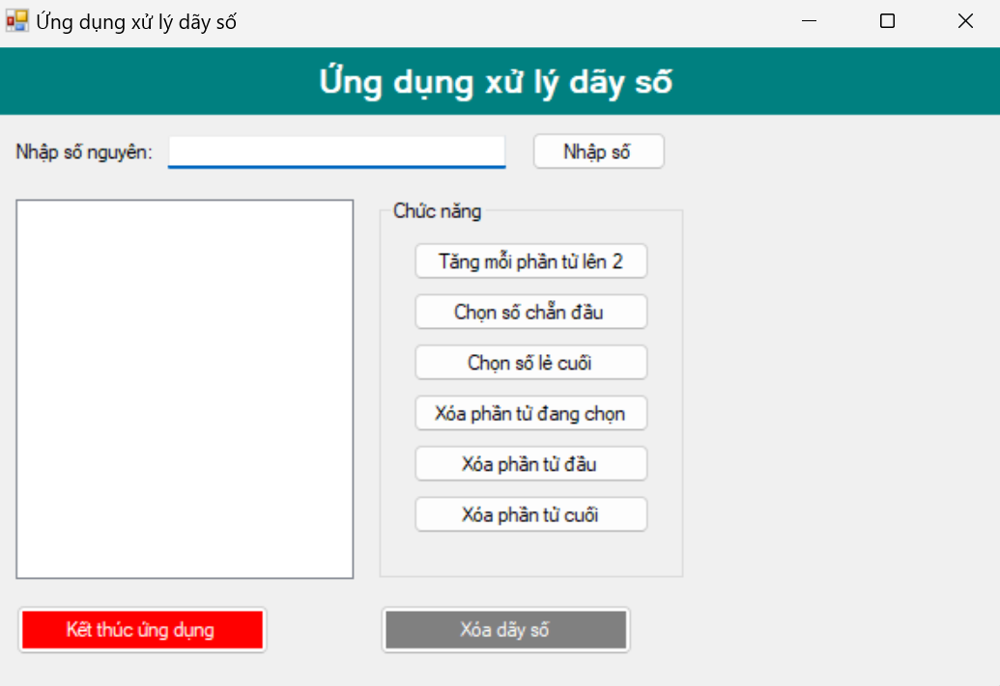 Ứng dụng xử lý dãy số
Ứng dụng xử lý dãy số
Nhập số nguyên:
Nhập số
Chức năng
Tăng mỗi phần tử lên 2
Chọn số chẵn đầu
Chọn số lẻ cuối
Xóa phần tử đang chọn
Xóa phần tử đầu
Xóa phần tử cuối
Kết thúc ứng dụng
Xóa dãy số